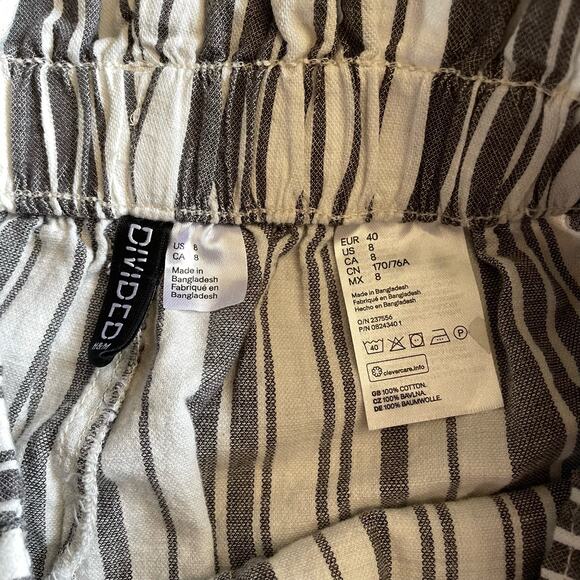 DIVIDED
H&M
US 8
CA 8
Made in
Bangladesh
Fabriqué en
Bangladesh
EUR 40
US 8
CA 8
CN 170/76A
MX 8
Made in Bangladesh
Fabriqué en Bangladesh
Hecho en Bangladesh
O/N 237556
P/N 0824340 1
40 P
clevercare.info
GB 100% COTTON.
CZ 100% BAVLNA.
DE 100% BAUMWOLLE.